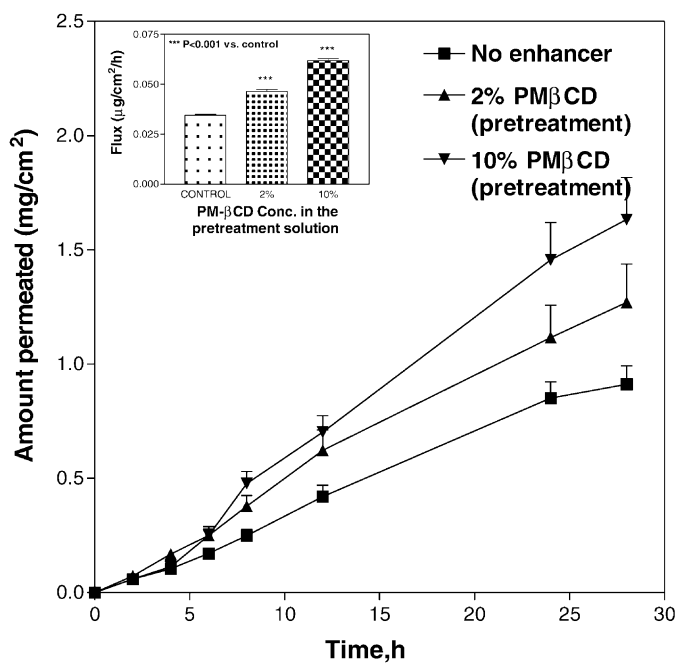 2.5
2.0
1.5
1.0
0.5
0.0
Amount permeated (mg/cm²)
0
5
10
15
20
25
30
Time,h
No enhancer
2% PMβCD
(pretreatment)
10% PMβCD
(pretreatment)
0.075
0.050
0.025
0.000
Flux (μg/cm²/h)
*** P<0.001 vs. control
***
***
CONTROL
2%
10%
PM-βCD Conc. in the
pretreatment solution